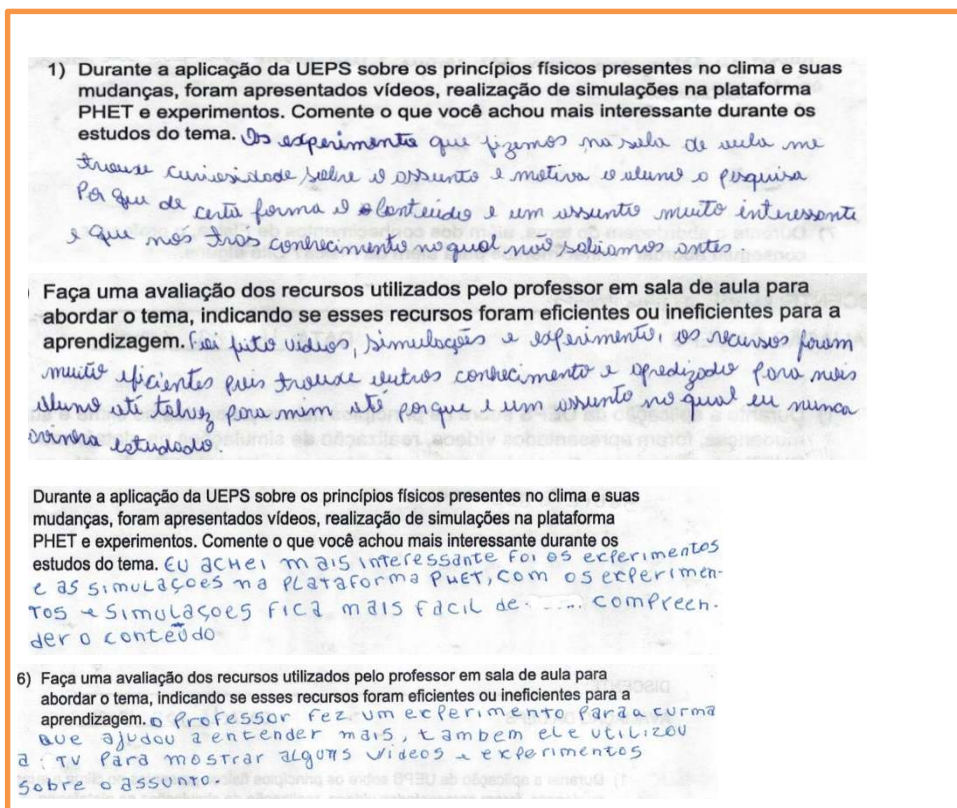 1) Durante a aplicação da UEPS sobre os princípios físicos presentes no clima e suas
mudanças, foram apresentados vídeos, realização de simulações na plataforma
PHET e experimentos. Comente o que você achou mais interessante durante os
estudos do tema. Os experimento que fizemos na sala de aula me
trouxe curiosidade sobre o assunto e motiva o aluno o pesquisa
Por que de certa forma o conteúdo e um assunto muito interessante
e que nos trás conhecimento no qual nós sabiamos antes.
Faça uma avaliação dos recursos utilizados pelo professor em sala de aula para
abordar o tema, indicando se esses recursos foram eficientes ou ineficientes para a
aprendizagem. Foi feito vídios, simulações e experimento, os recursos foram
muito eficientes pois trouxe outros conhecimento e apredizado para nois
aluno até talvez para mim até porque e um assunto no qual eu nunca
estudado.
Durante a aplicação da UEPS sobre os princípios físicos presentes no clima e suas
mudanças, foram apresentados vídeos, realização de simulações na plataforma
PHET e experimentos. Comente o que você achou mais interessante durante os
estudos do tema. Eu achei mais interessante foi os experimentos
e as simulações na plataforma PHET, com os experimen-
tos e simulações fica mais facil de compreen-
der o conteúdo
6) Faça uma avaliação dos recursos utilizados pelo professor em sala de aula para
abordar o tema, indicando se esses recursos foram eficientes ou ineficientes para a
aprendizagem. o professor fez um experimento para a turma
que ajudou a entender mais, tambem ele utilizou
a TV para mostrar alguns videos e experimentos
sobre o assunto.